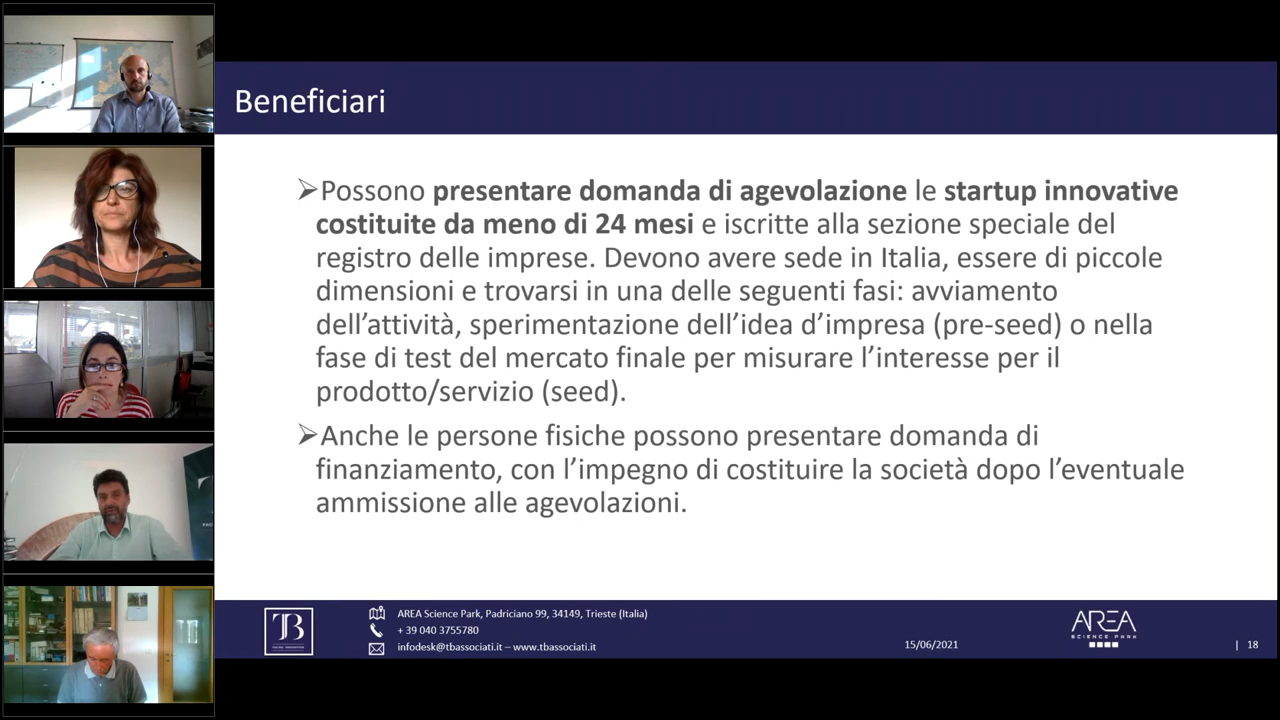 Beneficiari
➢Possono presentare domanda di agevolazione le startup innovative
costituite da meno di 24 mesi e iscritte alla sezione speciale del
registro delle imprese. Devono avere sede in Italia, essere di piccole
dimensioni e trovarsi in una delle seguenti fasi: avviamento
dell’attività, sperimentazione dell’idea d’impresa (pre-seed) o nella
fase di test del mercato finale per misurare l’interesse per il
prodotto/servizio (seed).
➢Anche le persone fisiche possono presentare domanda di
finanziamento, con l’impegno di costituire la società dopo l’eventuale
ammissione alle agevolazioni.
TB
AREA Science Park, Padriciano 99, 34149, Trieste (Italia)
+ 39 040 3755780
infodesk@tbassociati.it – www.tbassociati.it
15/06/2021
AREA
SCIENCE PARK
| 18